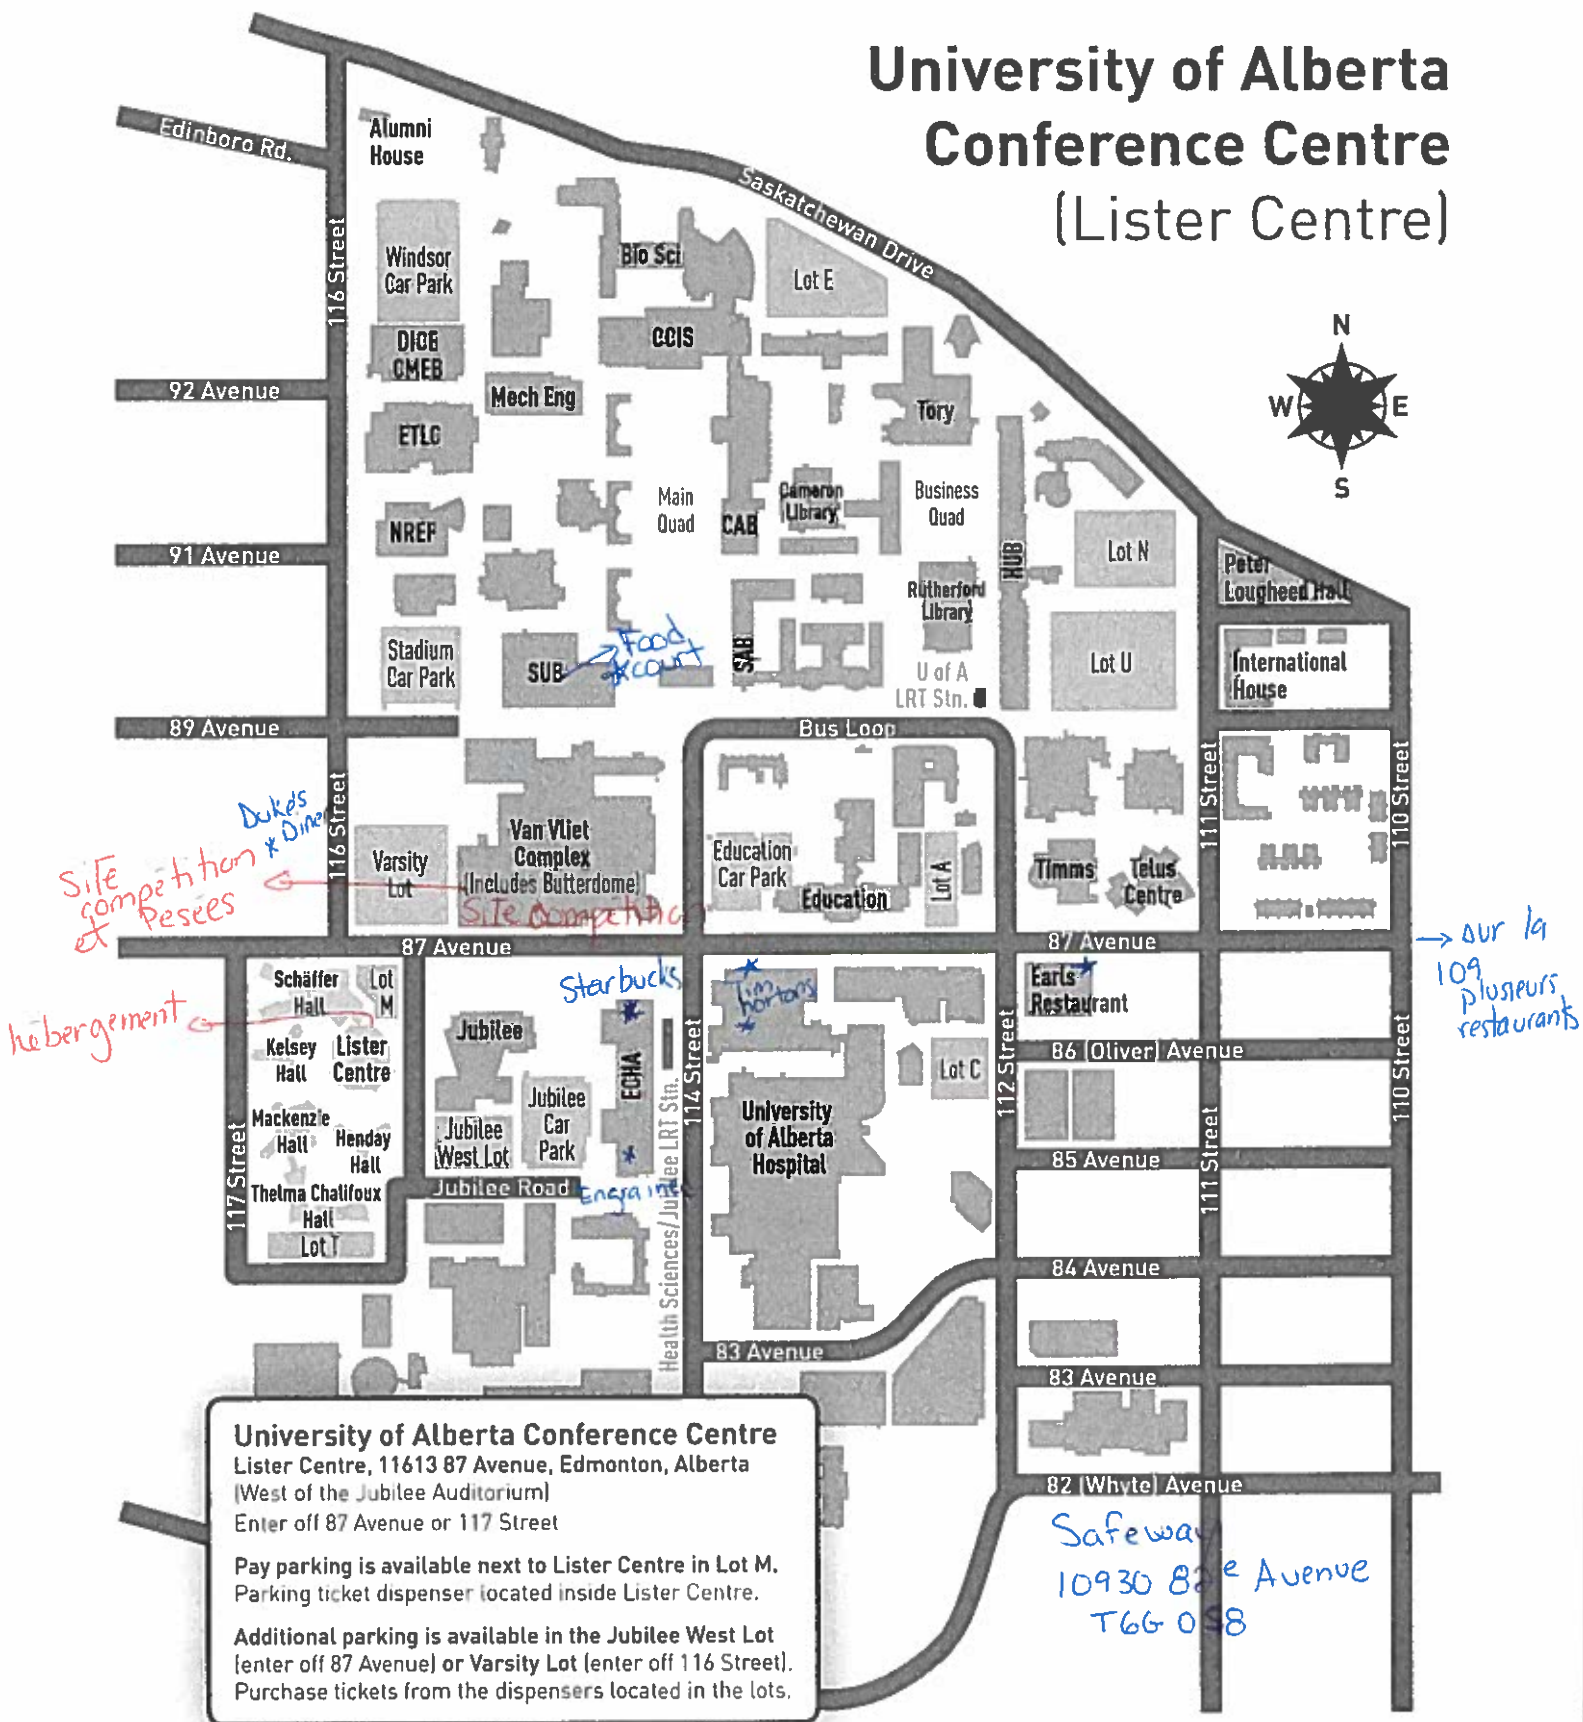 University of Alberta
Conference Centre
(Lister Centre)
Edinboro Rd.
Alumni
House
Saskatchewan Drive
116 Street
Windsor
Car Park
Bio Sci
Lot E
N
W
E
S
DICE
CMEB
CCIS
92 Avenue
Mech Eng
Tory
ETLC
Main
Quad
Cameron
Library
Business
Quad
NREF
CAB
HUB
Lot N
91 Avenue
Peter
Lougheed Hall
Rutherford
Library
Food
court
Stadium
Car Park
SUB
SAB
U of A
LRT Stn.
Lot U
International
House
89 Avenue
Bus Loop
116 Street
111 Street
110 Street
Duke's
Diner
Varsity
Lot
Van Vliet
Complex
(Includes Butterdome)
Site Competition
Education
Car Park
Education
Lot A
Timms
Telus
Centre
Site
competition
et Pesées
87 Avenue
87 Avenue
sur la
109
plusieurs
restaurants
Schäffer
Hall
Lot
M
Starbucks
Tim
hortons
Earls
Restaurant
hébergement
Kelsey
Hall
Lister
Centre
Jubilee
ECHA
114 Street
Lot C
112 Street
86 (Oliver) Avenue
110 Street
Mackenzie
Hall
Henday
Hall
Jubilee
West Lot
Jubilee
Car
Park
Health Sciences/Jubilee LRT Stn.
University
of Alberta
Hospital
117 Street
85 Avenue
111 Street
Thelma Chalifoux
Hall
Lot T
Jubilee Road
84 Avenue
83 Avenue
83 Avenue
82 (Whyte) Avenue
University of Alberta Conference Centre
Lister Centre, 11613 87 Avenue, Edmonton, Alberta
(West of the Jubilee Auditorium)
Enter off 87 Avenue or 117 Street
Pay parking is available next to Lister Centre in Lot M.
Parking ticket dispenser located inside Lister Centre.
Additional parking is available in the Jubilee West Lot
(enter off 87 Avenue) or Varsity Lot (enter off 116 Street).
Purchase tickets from the dispensers located in the lots.
Safeway
10930 82e Avenue
T6G 0S8